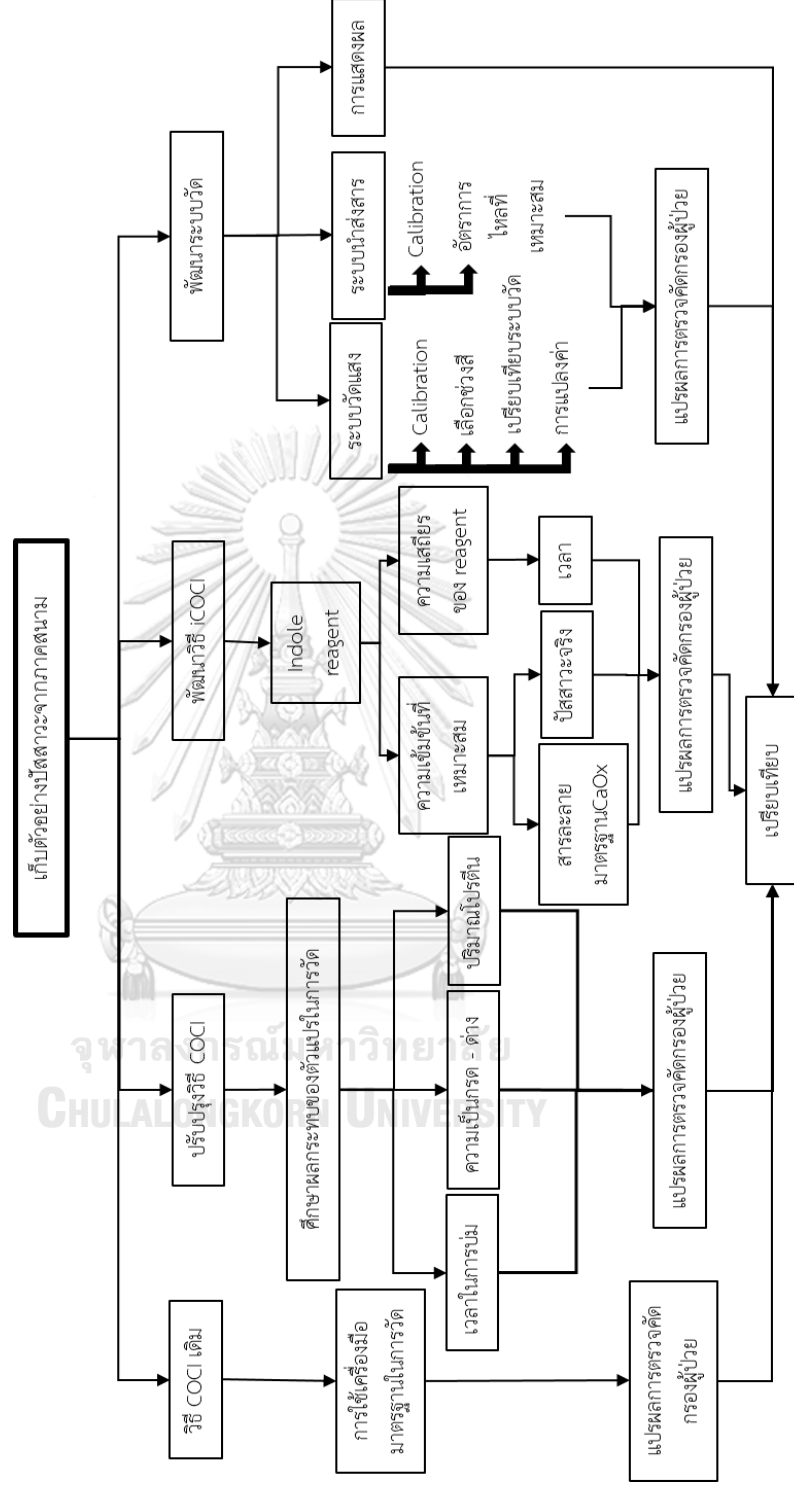 เก็บตัวอย่างปัสสาวะจากภาคสนาม
วิธี COCI เดิม
ปรับปรุงวิธี COCI
พัฒนาวิธี iCOCI
พัฒนาระบบวัด
การใช้เครื่องมือ
มาตรฐานในการวัด
ศึกษาผลกระทบของตัวแปรในการวัด
Indole
reagent
ระบบวัดแสง
ระบบนำส่งสาร
การแสดงผล
เวลาในการบ่ม
ความเป็นกรด - ด่าง
ปริมาณโปรตีน
ความเข้มข้นที่
เหมาะสม
ความเสถียร
ของ reagent
Calibration
เลือกช่วงสี
เปรียบเทียบระบบวัด
การแปลงค่า
Calibration
อัตราการ
ไหลที่
เหมาะสม
สารละลาย
มาตรฐานCaOx
ปัสสาวะจริง
เวลา
แปรผลการตรวจคัด
กรองผู้ป่วย
แปรผลการตรวจคัดกรองผู้ป่วย
แปรผลการตรวจคัดกรองผู้ป่วย
แปรผลการตรวจคัดกรองผู้ป่วย
เปรียบเทียบ
จุฬาลงกรณ์มหาวิทยาลัย
CHULALONGKORN UNIVERSITY